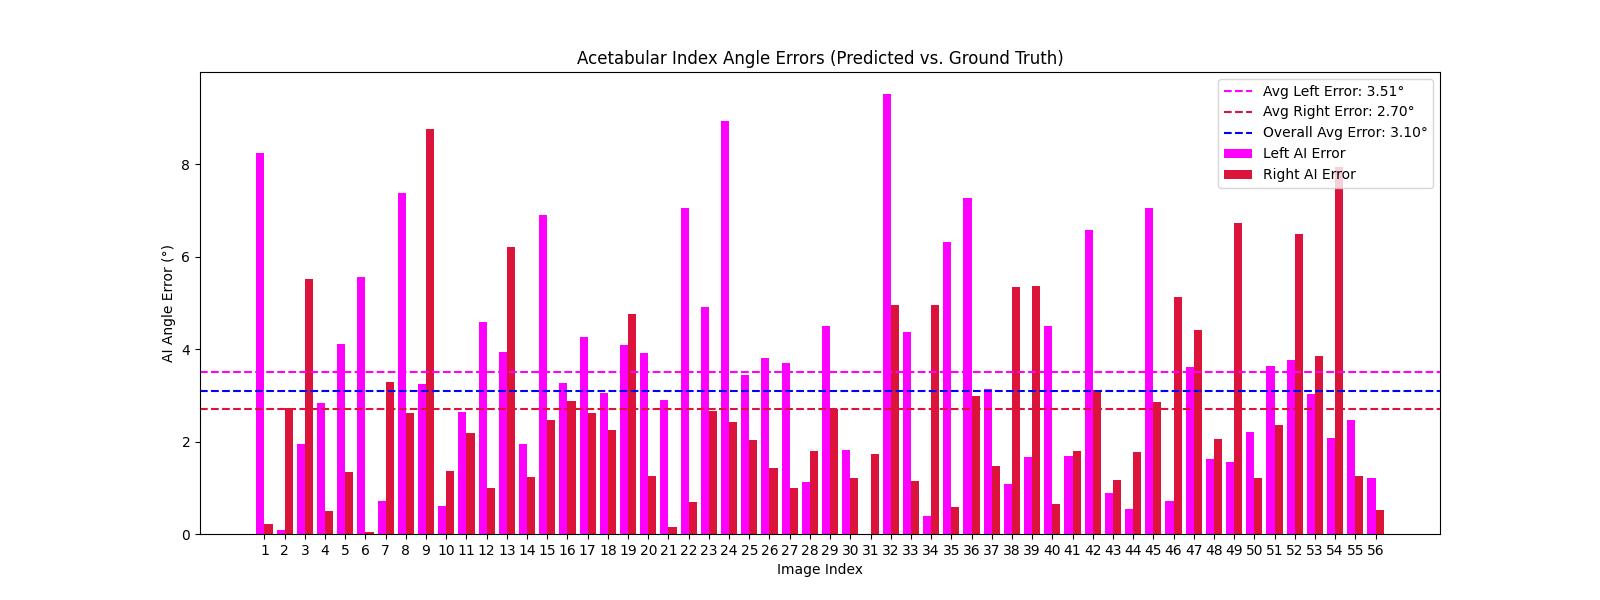 Acetabular Index Angle Errors (Predicted vs. Ground Truth)
Avg Left Error: 3.51°
Avg Right Error: 2.70°
Overall Avg Error: 3.10°
Left AI Error
Right AI Error
AI Angle Error (°)
8
6
4
2
0
1 2 3 4 5 6 7 8 9 10 11 12 13 14 15 16 17 18 19 20 21 22 23 24 25 26 27 28 29 30 31 32 33 34 35 36 37 38 39 40 41 42 43 44 45 46 47 48 49 50 51 52 53 54 55 56
Image Index